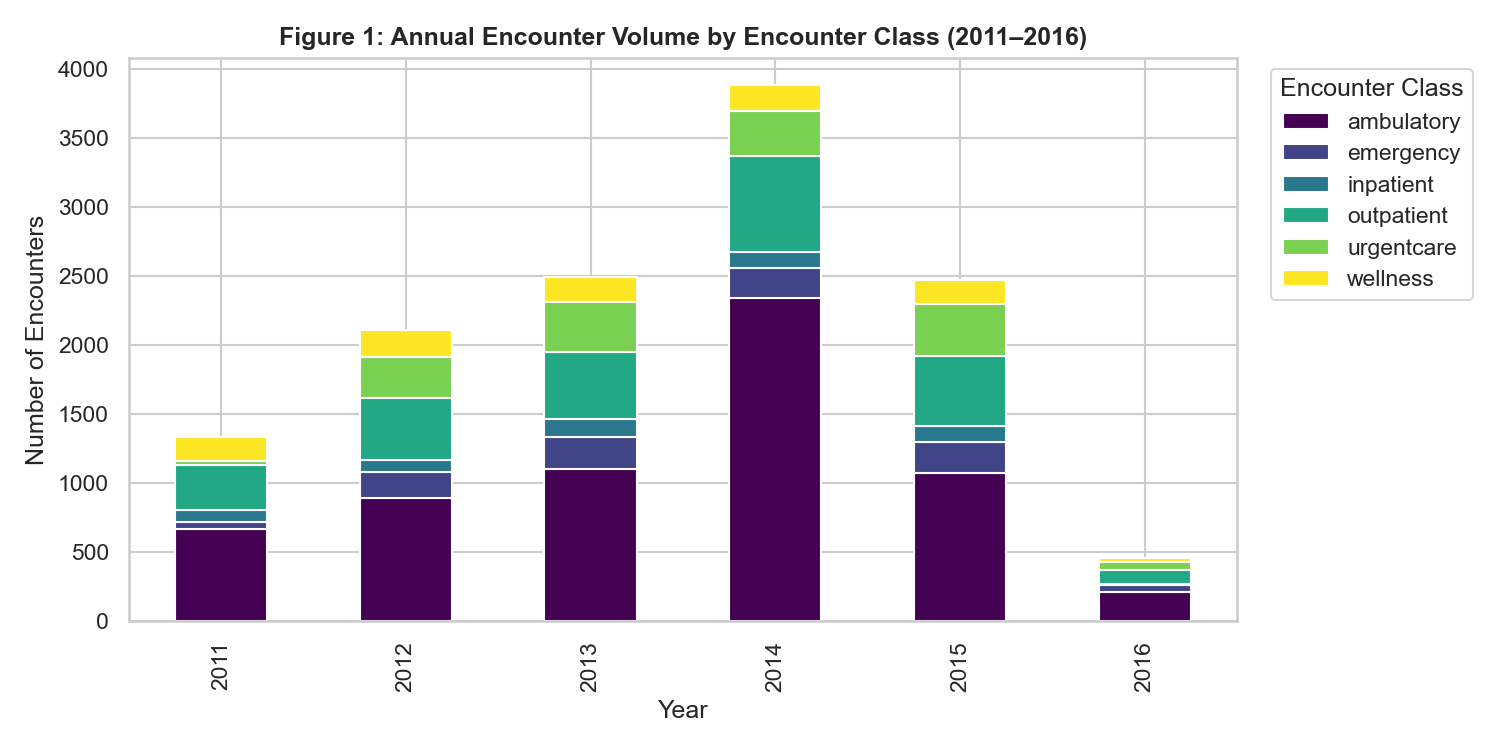 Figure 1: Annual Encounter Volume by Encounter Class (2011–2016)
Number of Encounters
4000
3500
3000
2500
2000
1500
1000
500
0
2011
2012
2013
2014
2015
2016
Year
Encounter Class
ambulatory
emergency
inpatient
outpatient
urgentcare
wellness